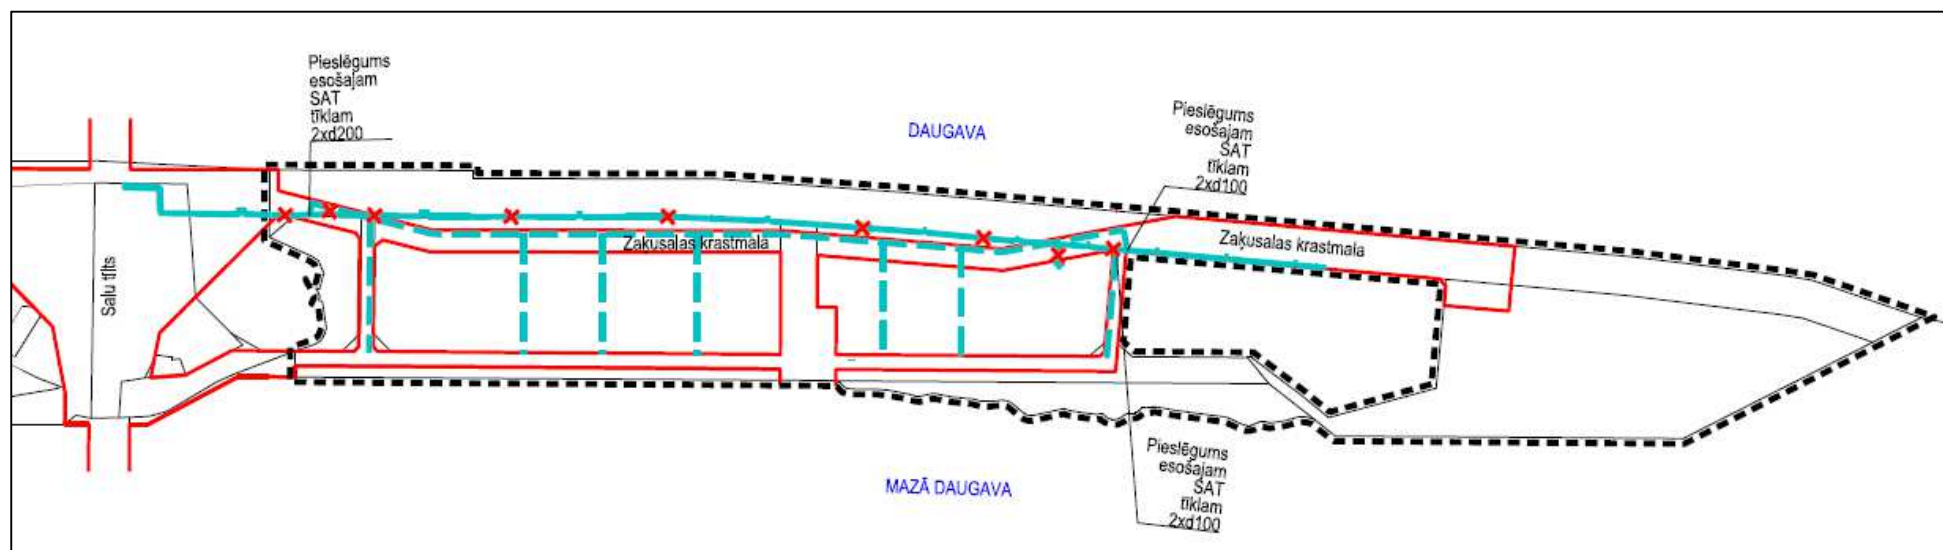 Pieslēgums
esošajam
SAT
tīklam
2xd200
DAUGAVA
Pieslēgums
esošajam
SAT
tīklam
2xd100
Zaķusalas krastmala
Zaķusalas krastmala
Salu tilts
MAZĀ DAUGAVA
Pieslēgums
esošajam
SAT
tīklam
2xd100